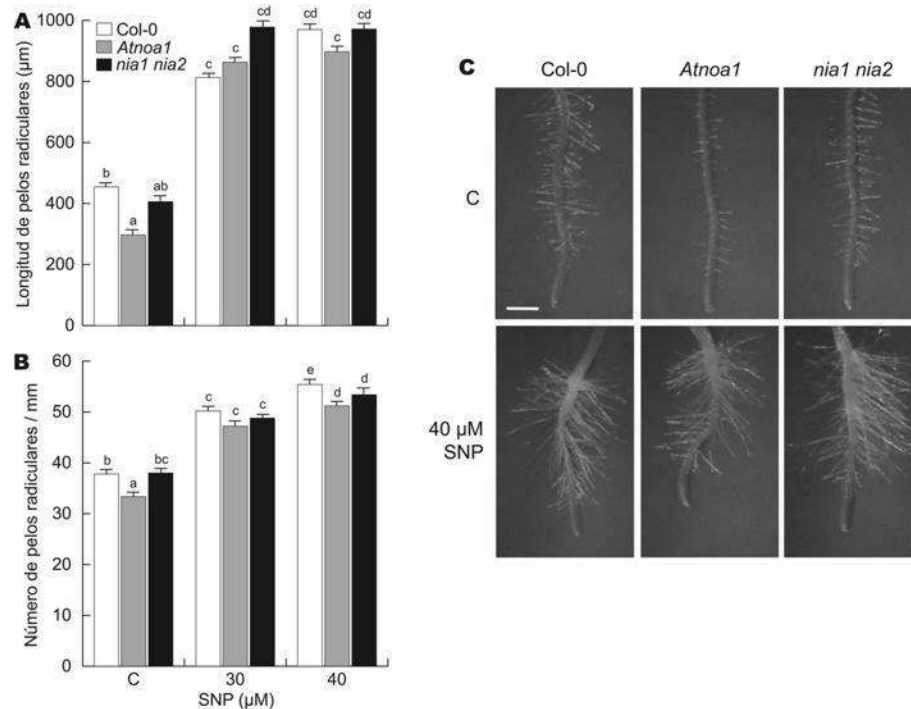 A
Col-0
Atnoa1
nia1 nia2
Longitud de pelos radiculares (µm)
1000
800
600
400
200
0
b
a
ab
c
c
cd
cd
c
cd
B
Número de pelos radiculares / mm
60
50
40
30
20
10
0
b
a
bc
c
c
c
e
d
d
C
30
40
SNP (µM)
C
Col-0
Atnoa1
nia1 nia2
C
40 µM
SNP